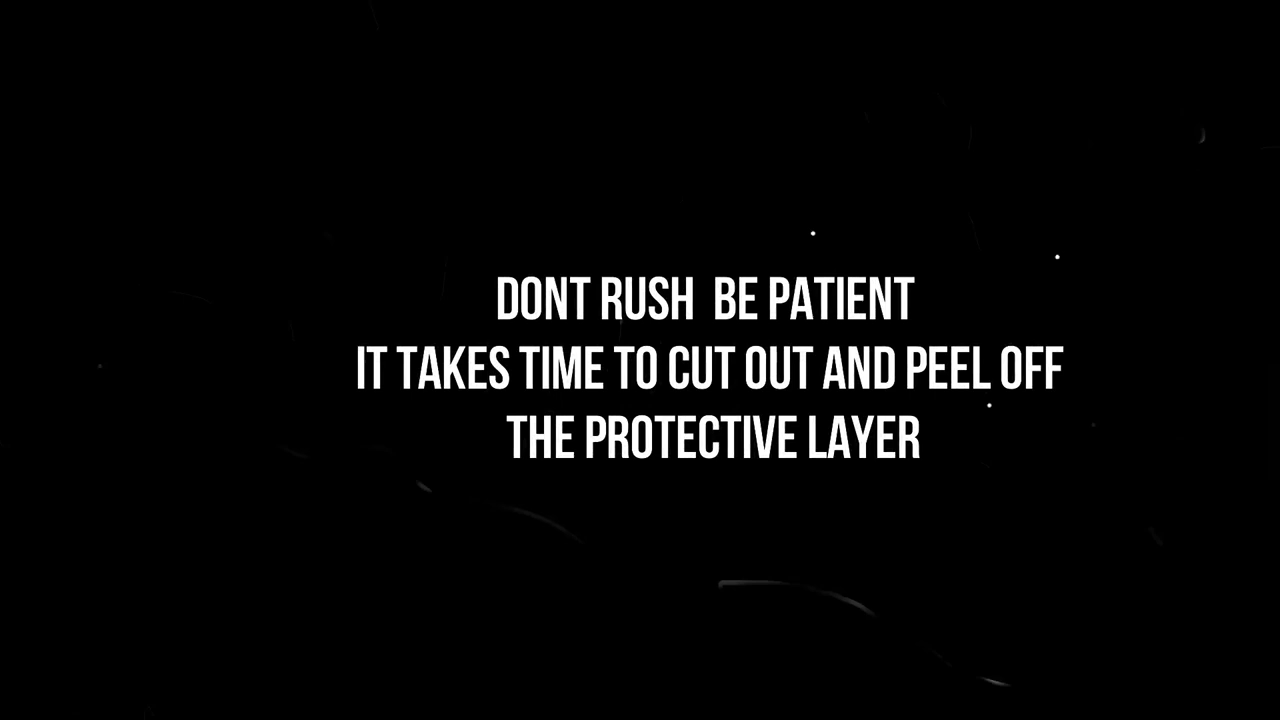 DONT RUSH  BE PATIENT
IT TAKES TIME TO CUT OUT AND PEEL OFF
THE PROTECTIVE LAYER